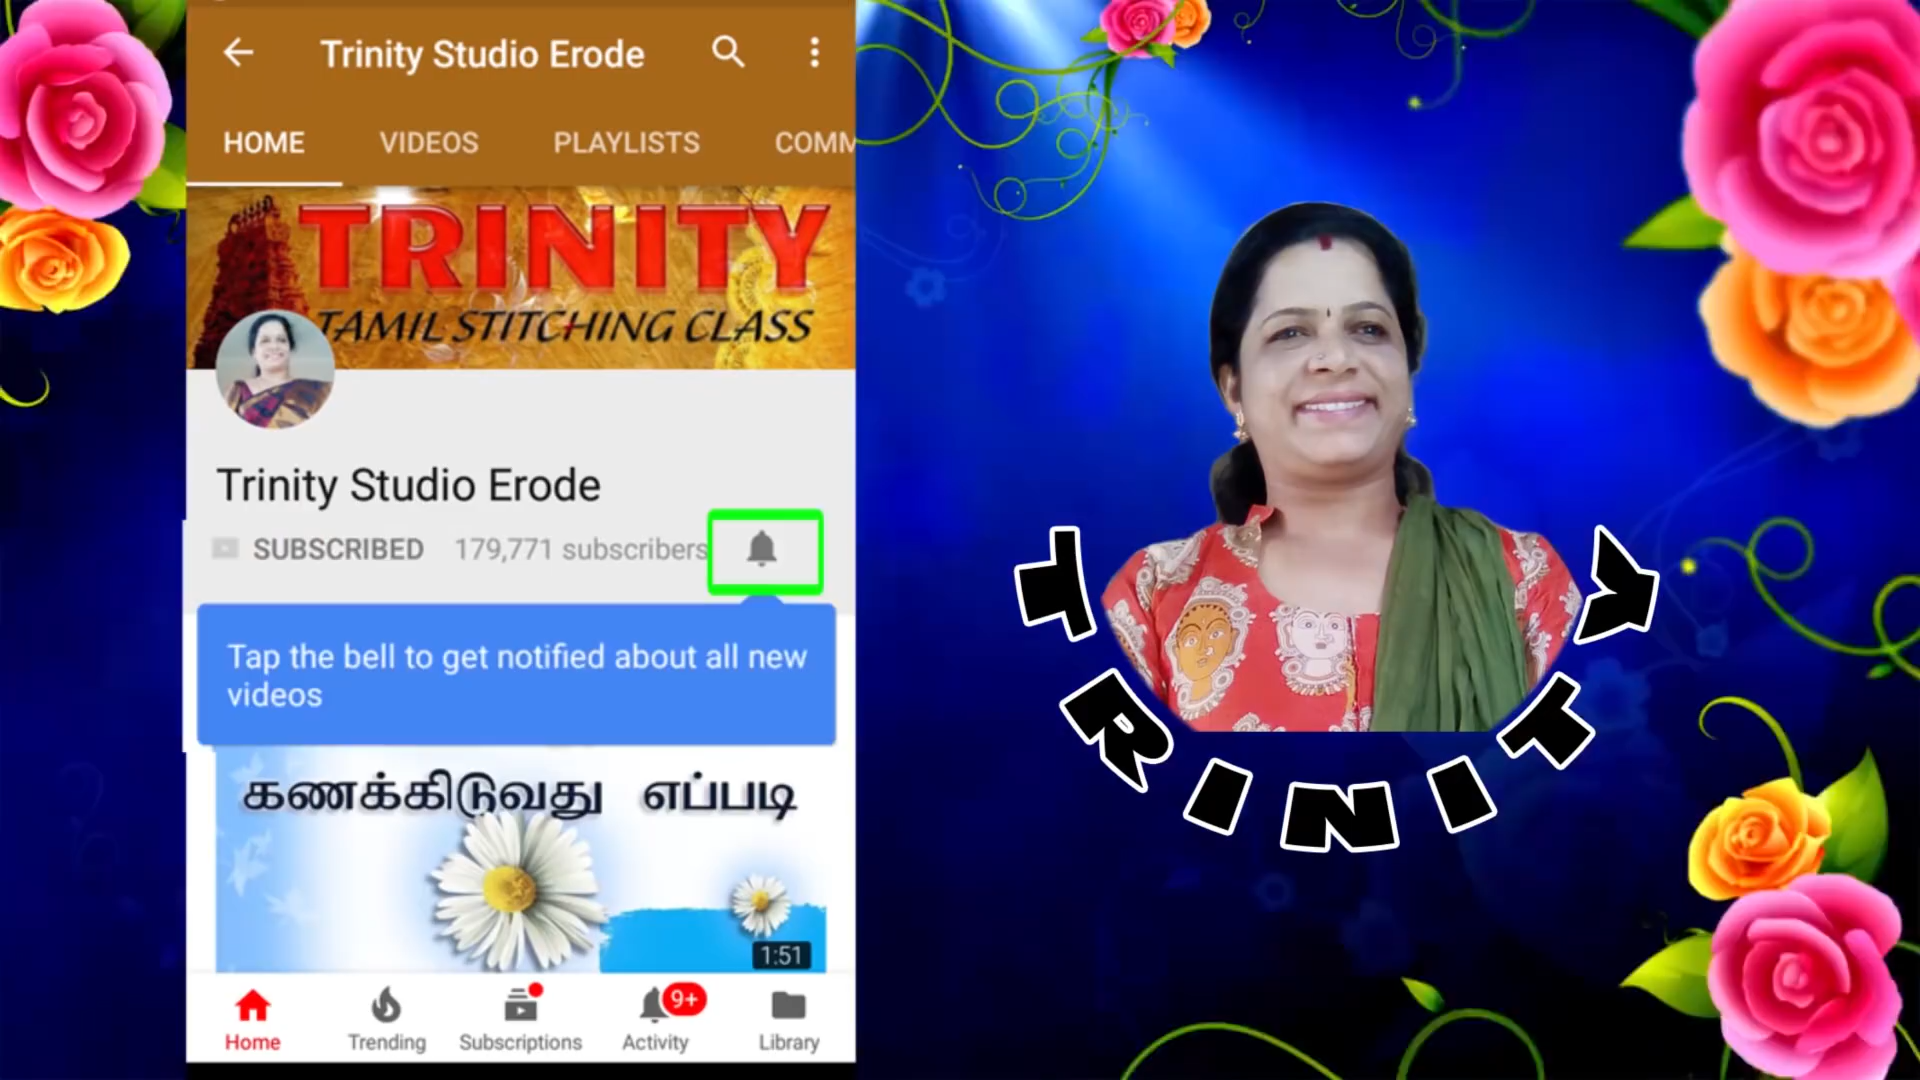 Trinity Studio Erode
HOME VIDEOS PLAYLISTS COMM
TRINITY
TAMIL STITCHING CLASS
Trinity Studio Erode
SUBSCRIBED 179,771 subscribers
Tap the bell to get notified about all new
videos
கணக்கிடுவது எப்படி
1:51
9+
Home Trending Subscriptions Activity Library
TRINITY